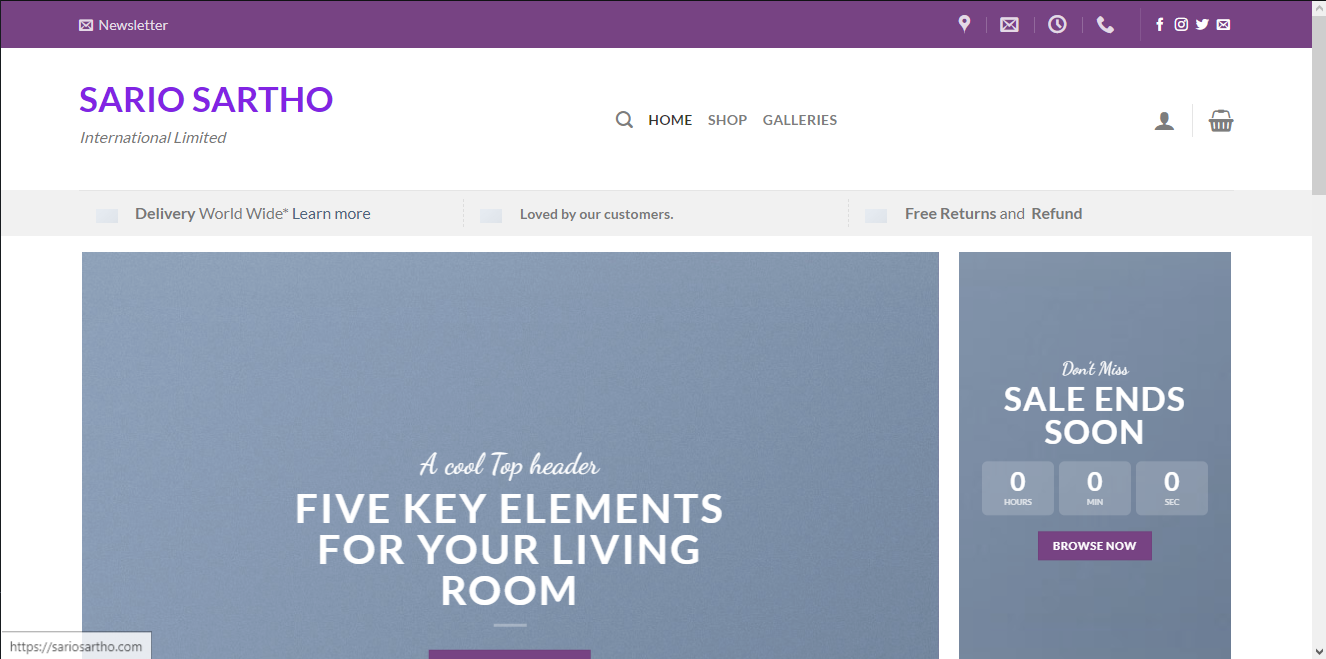 Newsletter
SARIO SARTHO
International Limited
HOME SHOP GALLERIES
Delivery World Wide* Learn more
Loved by our customers.
Free Returns and Refund
A cool Top header
FIVE KEY ELEMENTS
FOR YOUR LIVING
ROOM
Don't Miss
SALE ENDS
SOON
0 0 0
HOURS MIN SEC
BROWSE NOW
https://sariosartho.com